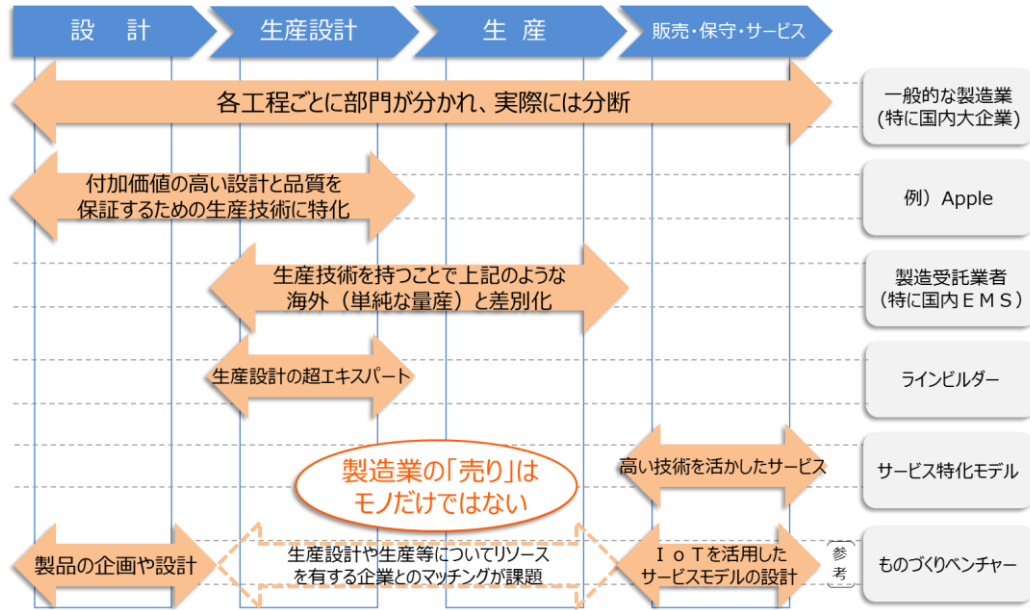 設 計
生産設計
生 産
販売・保守・サービス
各工程ごとに部門が分かれ、実際には分断
一般的な製造業
(特に国内大企業)
付加価値の高い設計と品質を
保証するための生産技術に特化
例）Apple
生産技術を持つことで上記のような
海外（単純な量産）と差別化
製造受託業者
（特に国内ＥＭＳ）
生産設計の超エキスパート
ラインビルダー
製造業の「売り」は
モノだけではない
高い技術を活かしたサービス
サービス特化モデル
製品の企画や設計
生産設計や生産等についてリソース
を有する企業とのマッチングが課題
ＩｏＴを活用した
サービスモデルの設計
参
考
ものづくりベンチャー